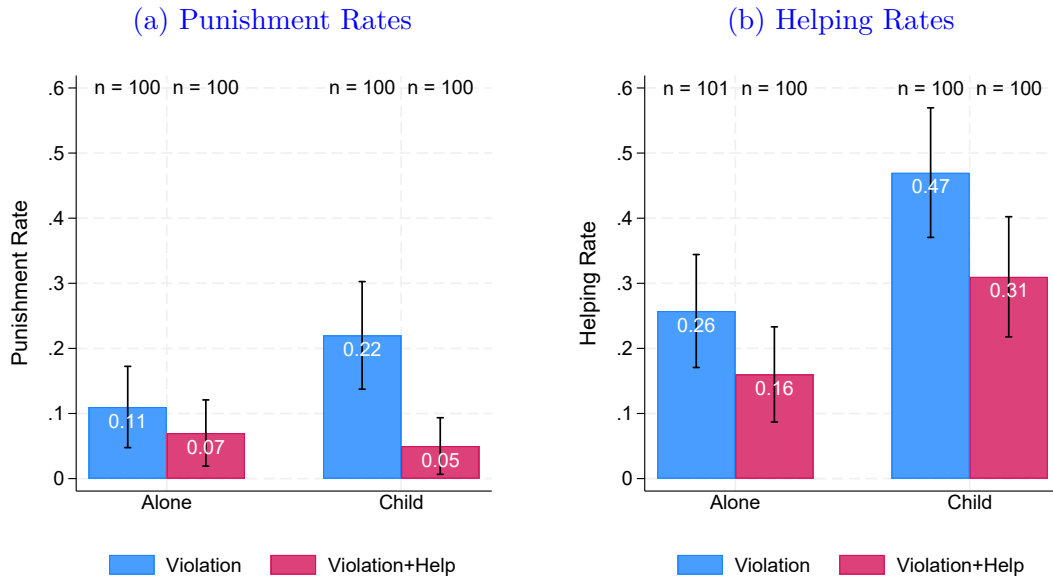 (a) Punishment Rates
n = 100 n = 100 n = 100 n = 100
.6
.5
.4
.3
.2
.1
0
Punishment Rate
0.11
0.07
0.22
0.05
Alone
Child
Violation
Violation+Help
(b) Helping Rates
n = 101 n = 100 n = 100 n = 100
.6
.5
.4
.3
.2
.1
0
Helping Rate
0.26
0.16
0.47
0.31
Alone
Child
Violation
Violation+Help